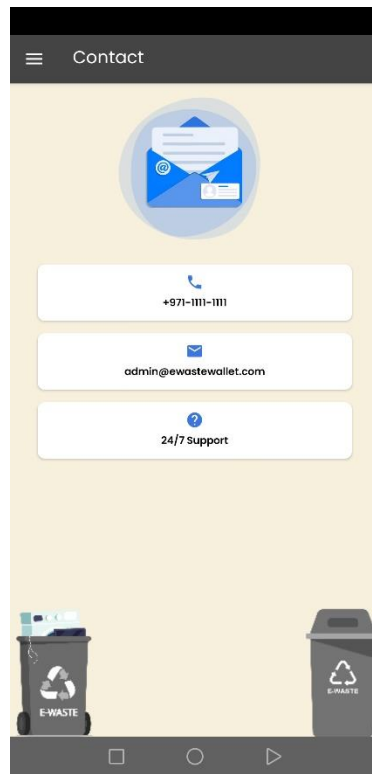 Contact
@
+971-1111-1111
admin@ewastewallet.com
?
24/7 Support
E-WASTE
E-WASTE